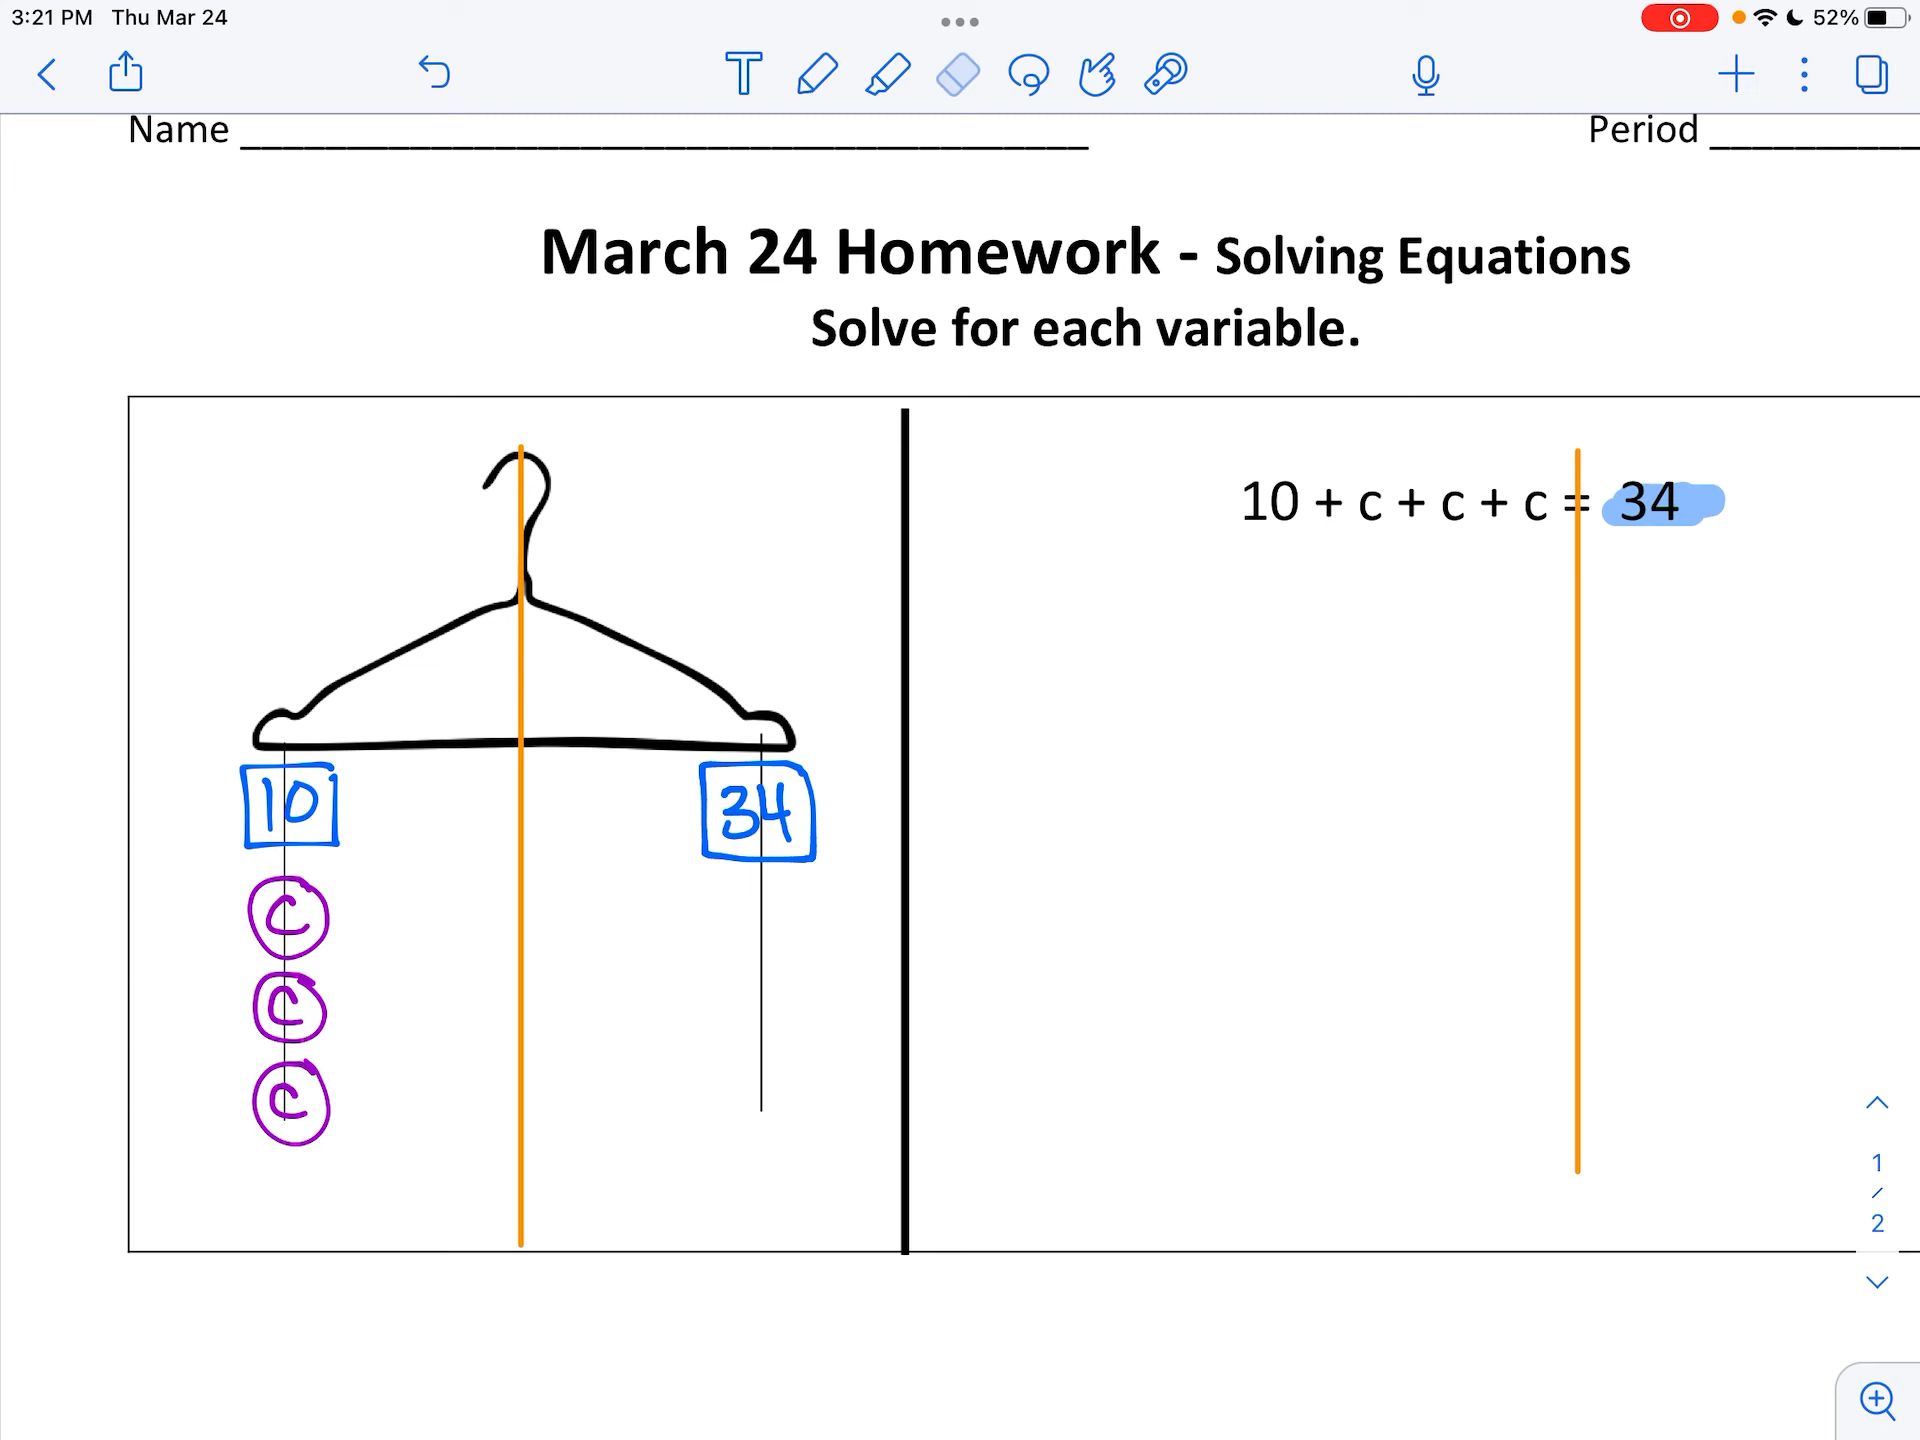 3:21 PM Thu Mar 24
52%
T
Name
Period
March 24 Homework - Solving Equations
Solve for each variable.
10 + c + c + c = 34
10
34
c
c
c
1
/
2